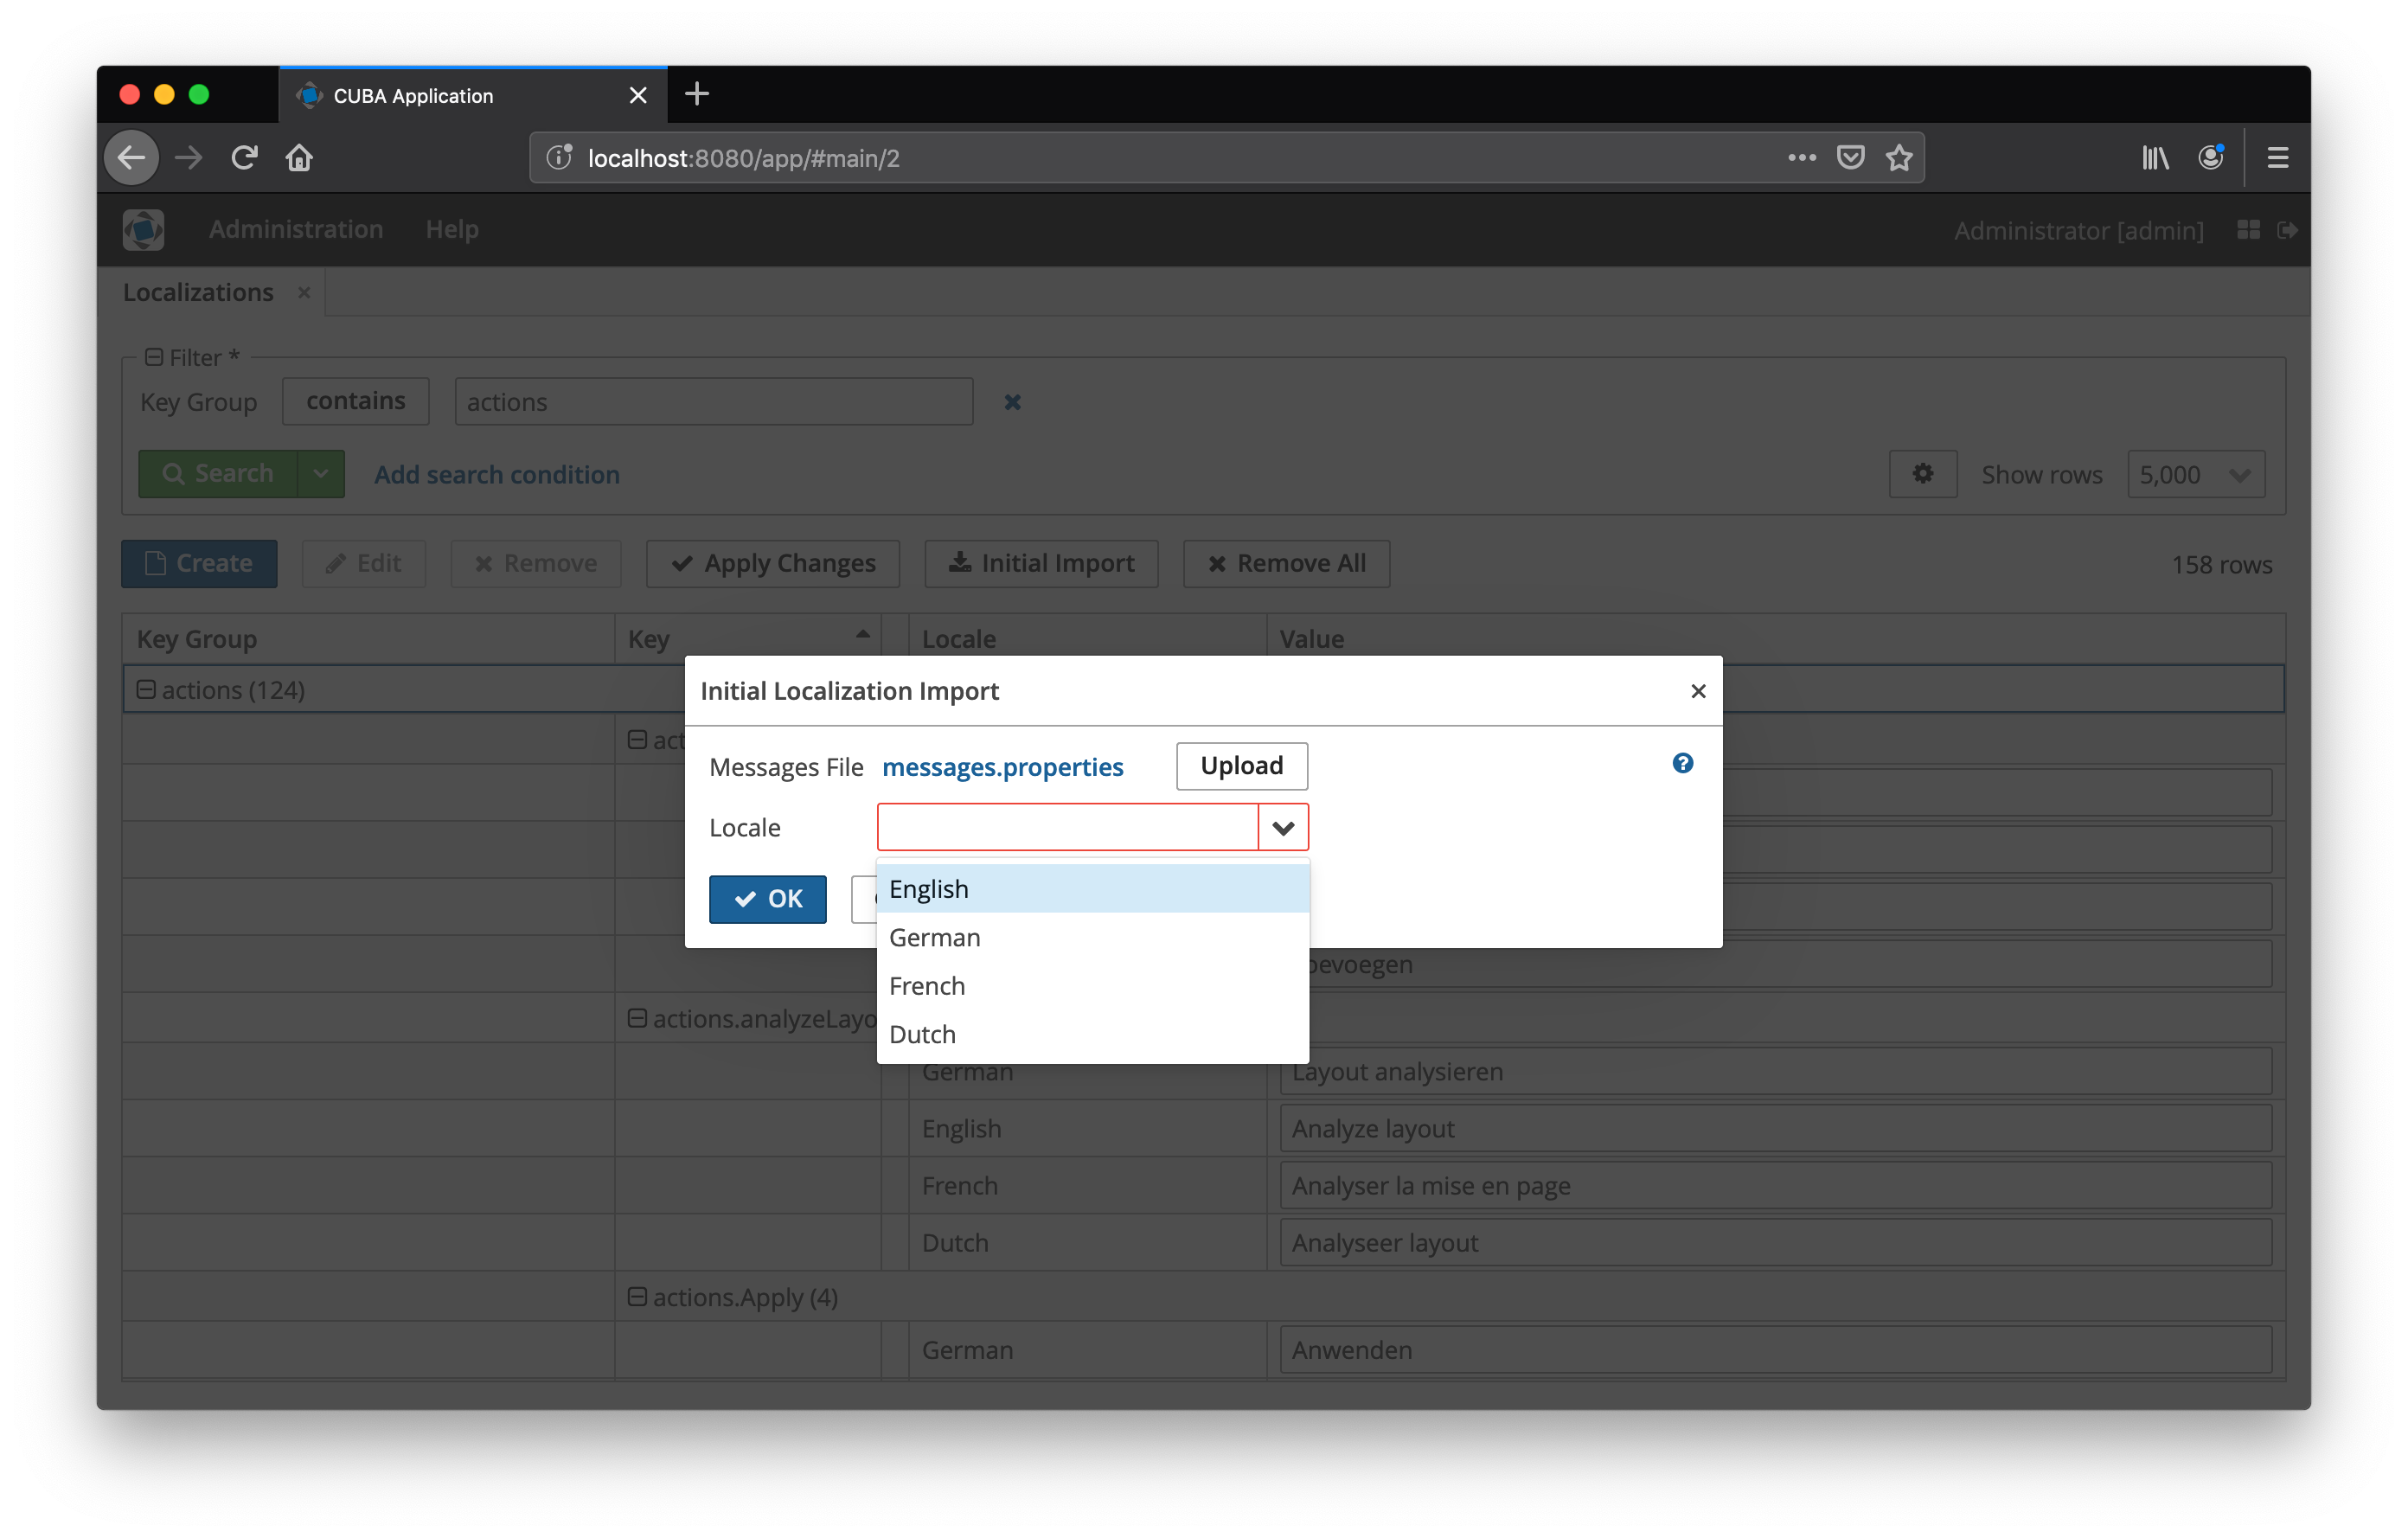 CUBA Application
localhost:8080/app/#main/2
Administration Help Administrator [admin]
Localizations
Filter *
Key Group contains actions
Search Add search condition Show rows 5,000
Create Edit Remove Apply Changes Initial Import Remove All 158 rows
Key Group Key Locale Value
actions (124)
Initial Localization Import
Messages File messages.properties Upload
Locale
OK
English
German
French
Dutch
actions.analyzeLayo
German Layout analysieren
English Analyze layout
French Analyser la mise en page
Dutch Analyseer layout
actions.Apply (4)
German Anwenden